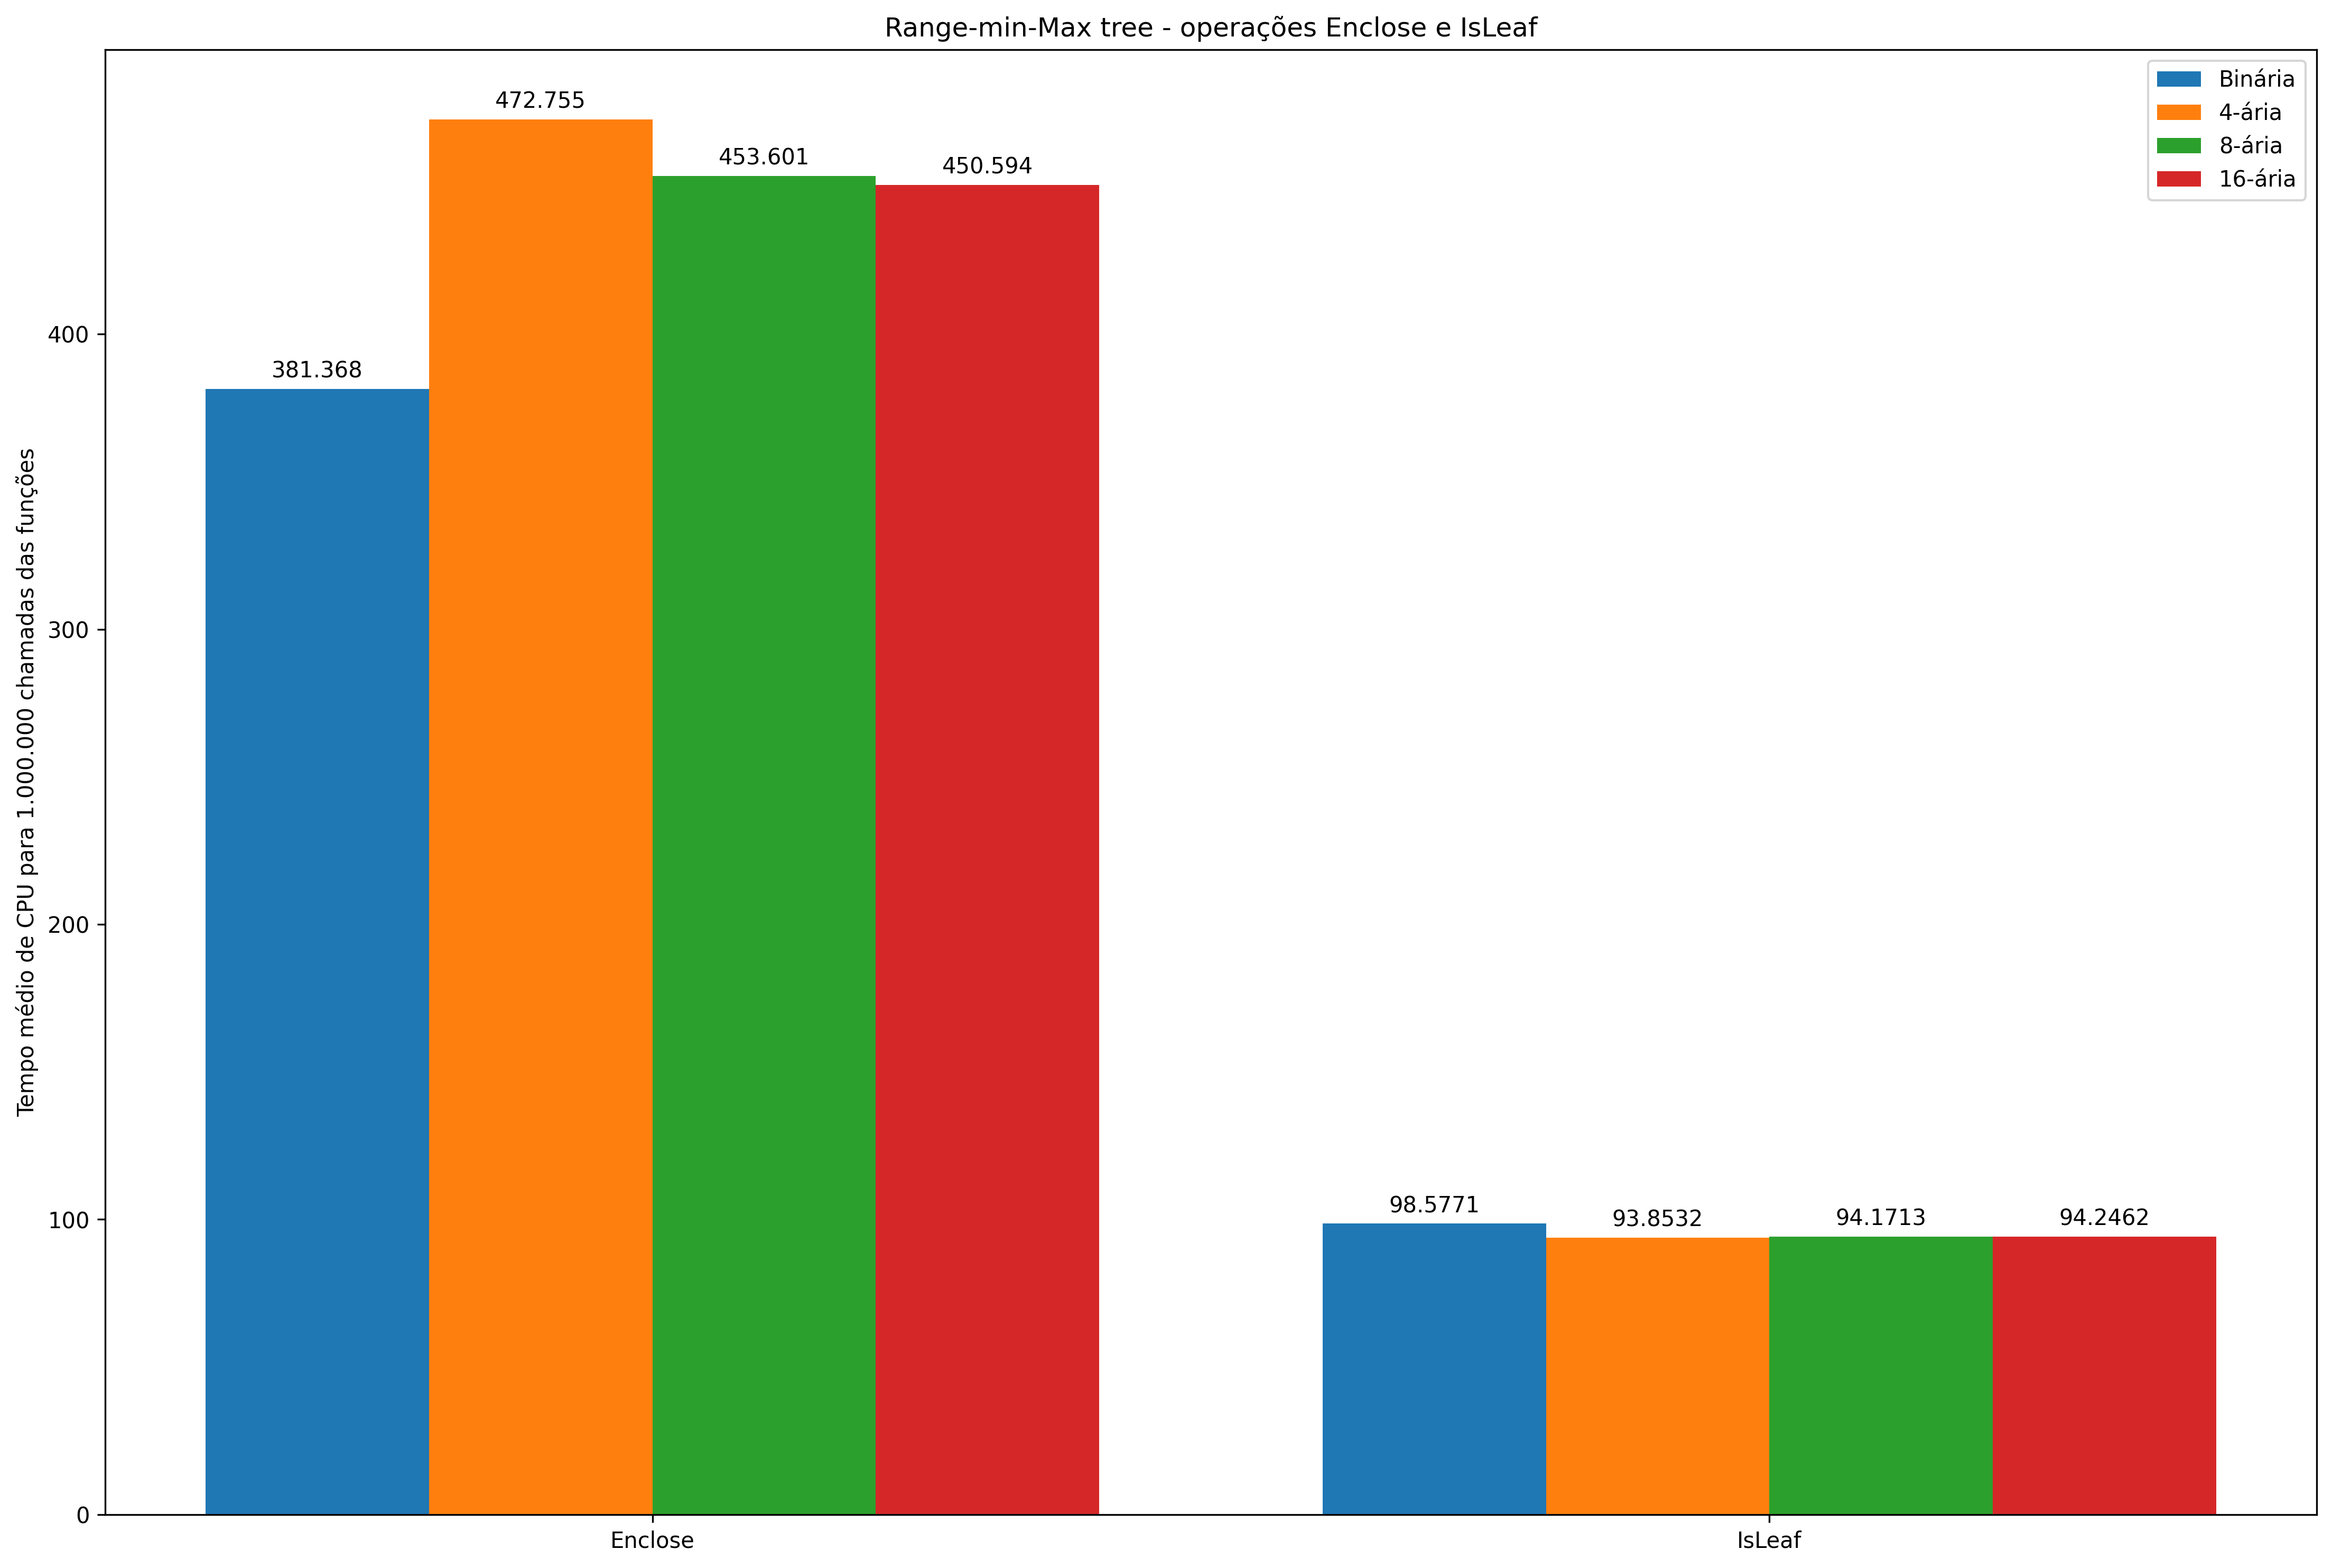 Range-min-Max tree - operações Enclose e IsLeaf
Binária
4-ária
8-ária
16-ária
Tempo médio de CPU para 1.000.000 chamadas das funções
400
300
200
100
0
381.368
472.755
453.601
450.594
98.5771
93.8532
94.1713
94.2462
Enclose
IsLeaf